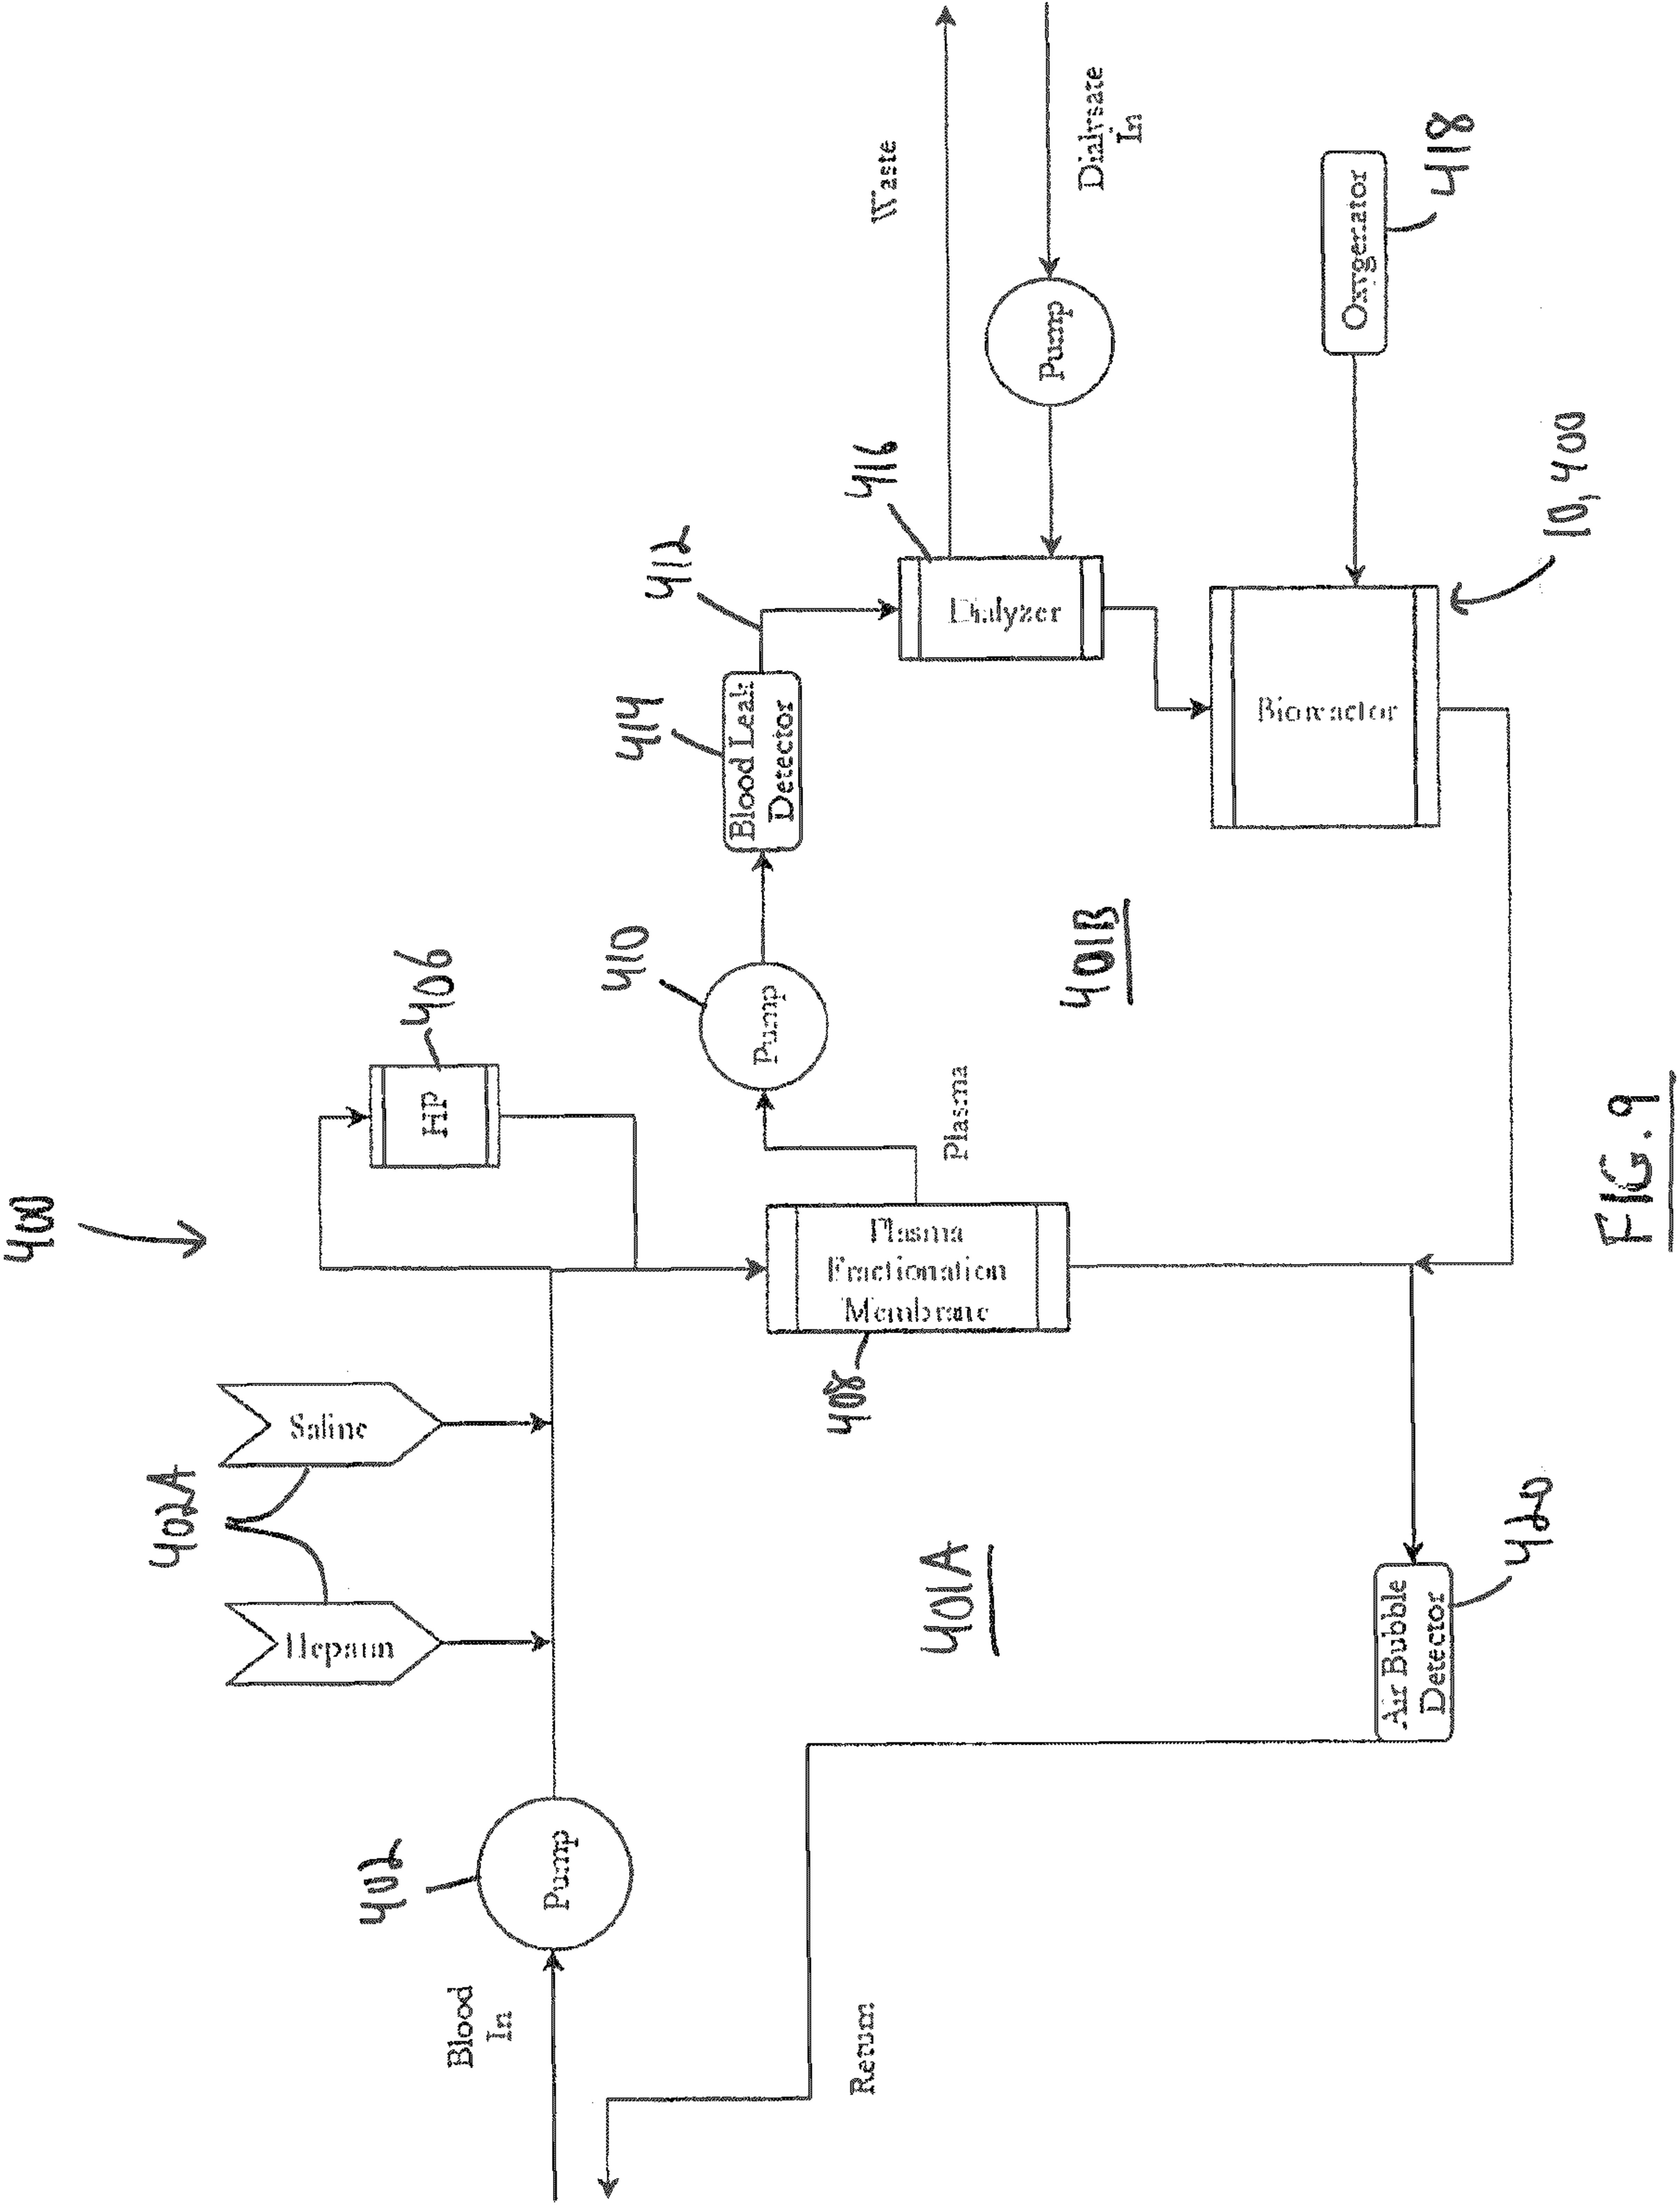 400
402A
Heparin
Saline
406
HP
402
Pump
Blood
In
410
Pump
414
Blood Leak
Detector
412
416
Dialyzer
Waste
Pump
Dialysate
In
408
Plasma
Fractionation
Membrane
Plasma
401A
401B
Return
Air Bubble
Detector
420
Bioreactor
Oxygenator
418
10, 400
FIG. 9